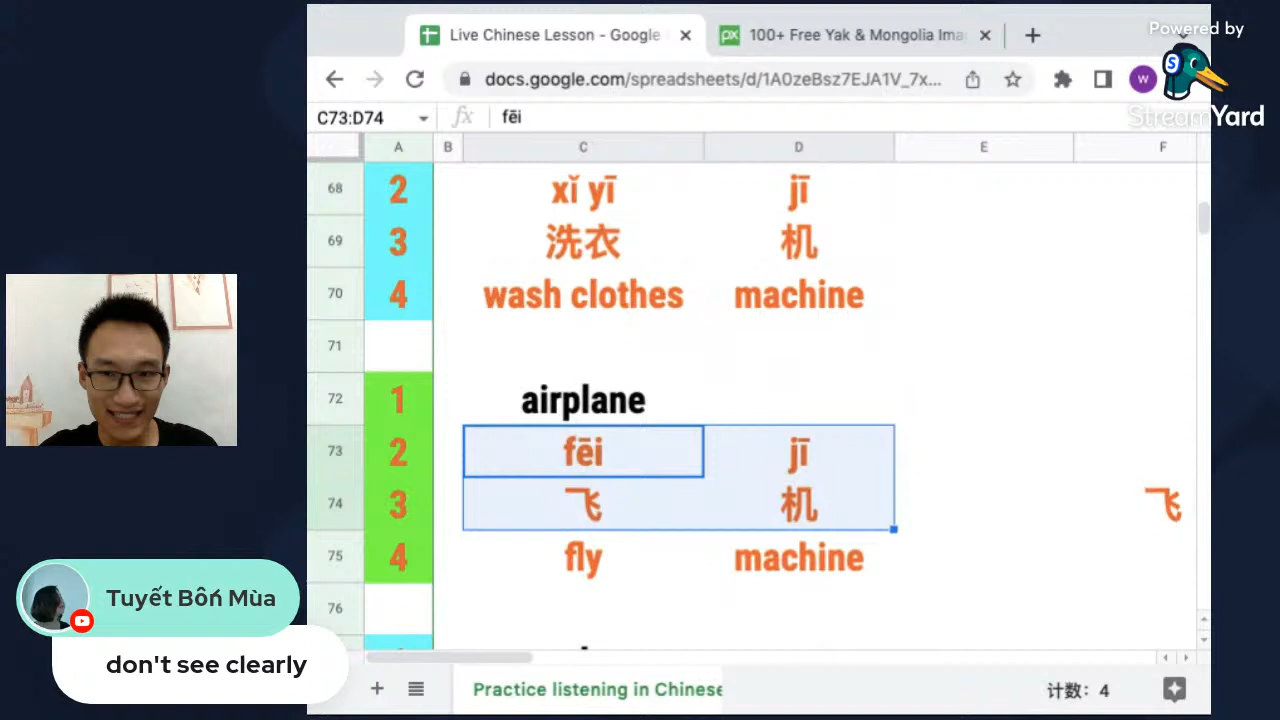 Live Chinese Lesson - Google
100+ Free Yak & Mongolia Ima
Powered by
StreamYard
docs.google.com/spreadsheets/d/1A0zeBsz7EJA1V_7x...
W
S
C73:D74
fx
fēi
A B C D E F
68 2 xǐ yī jī
69 3 洗衣 机
70 4 wash clothes machine
71
72 1 airplane
73 2 fēi jī
74 3 飞 机 飞
75 4 fly machine
76
Tuyết Bốn Mùa
don't see clearly
Practice listening in Chinese
计数: 4